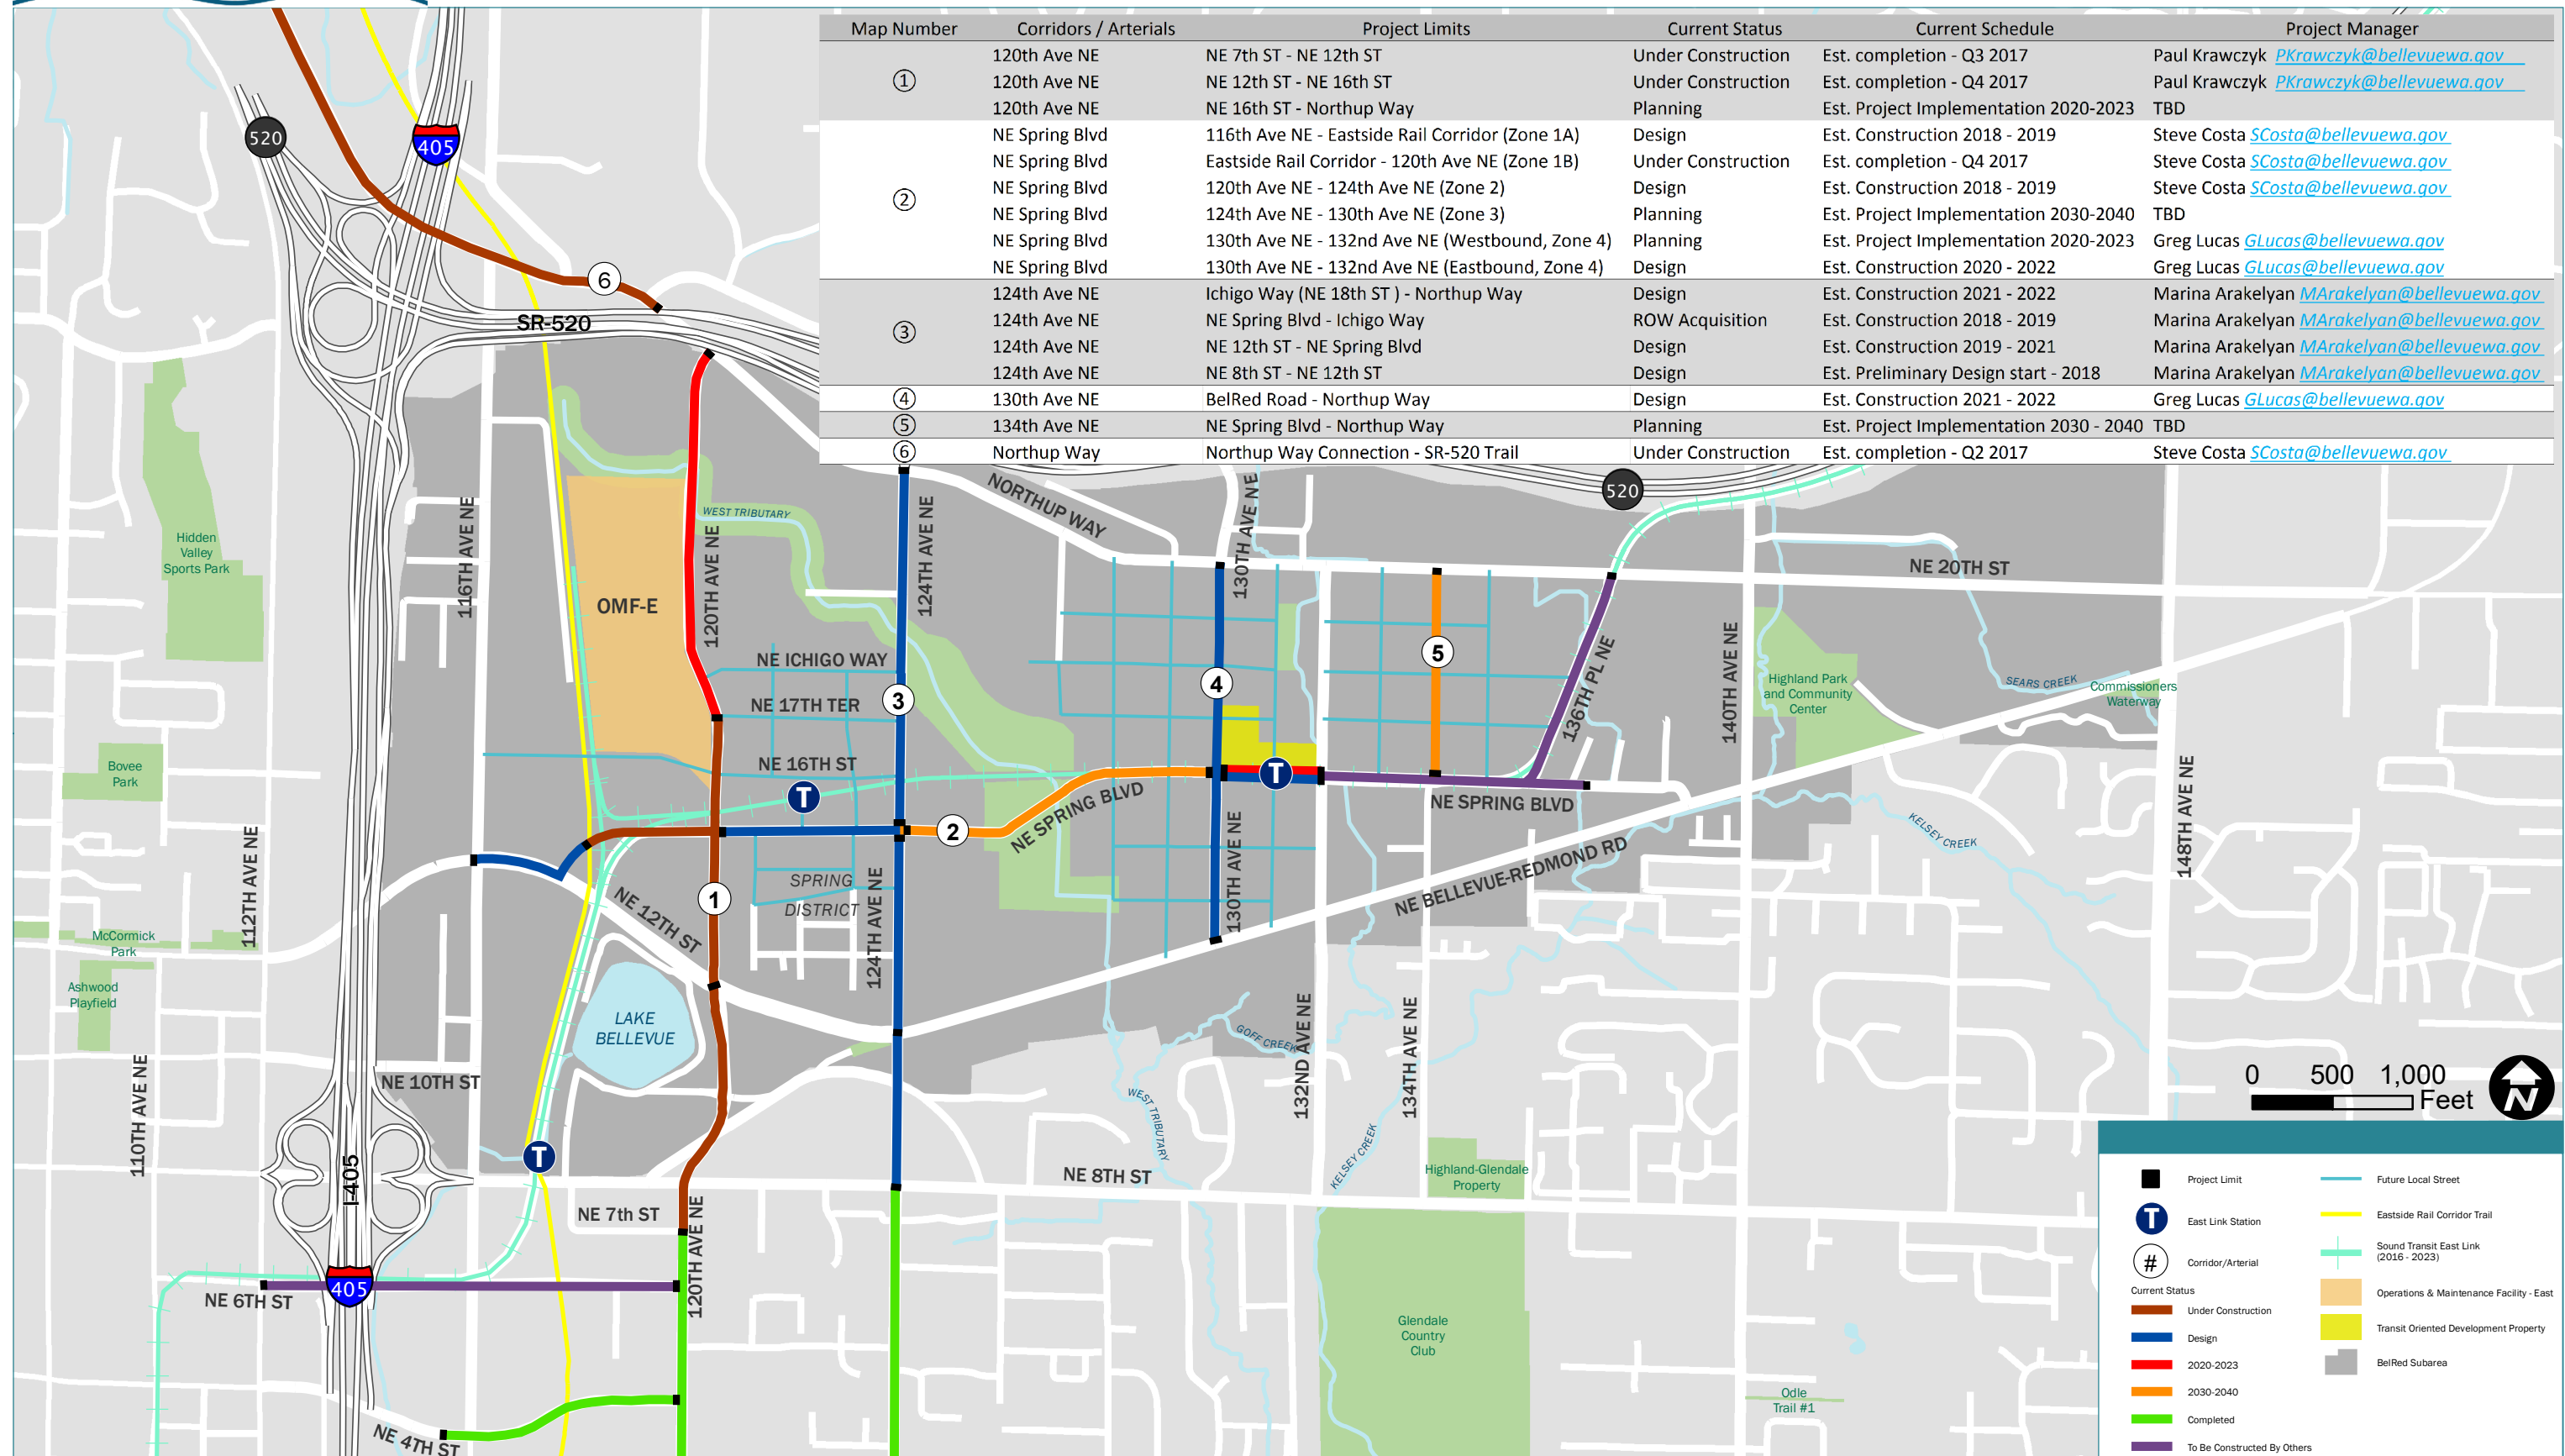 Map Number Corridors / Arterials Project Limits Current Status Current Schedule Project Manager
① 120th Ave NE NE 7th ST - NE 12th ST Under Construction Est. completion - Q3 2017 Paul Krawczyk PKrawczyk@bellevuewa.gov
120th Ave NE NE 12th ST - NE 16th ST Under Construction Est. completion - Q4 2017 Paul Krawczyk PKrawczyk@bellevuewa.gov
120th Ave NE NE 16th ST - Northup Way Planning Est. Project Implementation 2020-2023 TBD
② NE Spring Blvd 116th Ave NE - Eastside Rail Corridor (Zone 1A) Design Est. Construction 2018 - 2019 Steve Costa SCosta@bellevuewa.gov
NE Spring Blvd Eastside Rail Corridor - 120th Ave NE (Zone 1B) Under Construction Est. completion - Q4 2017 Steve Costa SCosta@bellevuewa.gov
NE Spring Blvd 120th Ave NE - 124th Ave NE (Zone 2) Design Est. Construction 2018 - 2019 Steve Costa SCosta@bellevuewa.gov
NE Spring Blvd 124th Ave NE - 130th Ave NE (Zone 3) Planning Est. Project Implementation 2030-2040 TBD
NE Spring Blvd 130th Ave NE - 132nd Ave NE (Westbound, Zone 4) Planning Est. Project Implementation 2020-2023 Greg Lucas GLucas@bellevuewa.gov
NE Spring Blvd 130th Ave NE - 132nd Ave NE (Eastbound, Zone 4) Design Est. Construction 2020 - 2022 Greg Lucas GLucas@bellevuewa.gov
③ 124th Ave NE Ichigo Way (NE 18th ST ) - Northup Way Design Est. Construction 2021 - 2022 Marina Arakelyan MArakelyan@bellevuewa.gov
124th Ave NE NE Spring Blvd - Ichigo Way ROW Acquisition Est. Construction 2018 - 2019 Marina Arakelyan MArakelyan@bellevuewa.gov
124th Ave NE NE 12th ST - NE Spring Blvd Design Est. Construction 2019 - 2021 Marina Arakelyan MArakelyan@bellevuewa.gov
124th Ave NE NE 8th ST - NE 12th ST Design Est. Preliminary Design start - 2018 Marina Arakelyan MArakelyan@bellevuewa.gov
④ 130th Ave NE BelRed Road - Northup Way Design Est. Construction 2021 - 2022 Greg Lucas GLucas@bellevuewa.gov
⑤ 134th Ave NE NE Spring Blvd - Northup Way Planning Est. Project Implementation 2030 - 2040 TBD
⑥ Northup Way Northup Way Connection - SR-520 Trail Under Construction Est. completion - Q2 2017 Steve Costa SCosta@bellevuewa.gov
520
405
6
SR-520
520
NORTHUP WAY
130TH AVE NE
124TH AVE NE
116TH AVE NE
120TH AVE NE
WEST TRIBUTARY
Hidden
Valley
Sports Park
OMF-E
NE 20TH ST
NE ICHIGO WAY
NE 17TH TER
NE 16TH ST
3
4
5
136TH PL NE
140TH AVE NE
Highland Park
and Community
Center
SEARS CREEK
Commissioners
Waterway
Bovee
Park
T
T
2
NE SPRING BLVD
NE SPRING BLVD
NE BELLEVUE-REDMOND RD
KELSEY CREEK
148TH AVE NE
112TH AVE NE
1
SPRING
DISTRICT
NE 12TH ST
124TH AVE NE
130TH AVE NE
McCormick
Park
Ashwood
Playfield
LAKE
BELLEVUE
GOFF CREEK
132ND AVE NE
134TH AVE NE
NE 10TH ST
110TH AVE NE
WEST TRIBUTARY
KELSEY CREEK
T
I-405
NE 8TH ST
Highland-Glendale
Property
NE 7th ST
120TH AVE NE
405
NE 6TH ST
Glendale
Country
Club
Odle
Trail #1
NE 4TH ST
0 500 1,000
Feet
N
Project Limit
T East Link Station
# Corridor/Arterial
Current Status
Under Construction
Design
2020-2023
2030-2040
Completed
To Be Constructed By Others
Future Local Street
Eastside Rail Corridor Trail
Sound Transit East Link
(2016 - 2023)
Operations & Maintenance Facility - East
Transit Oriented Development Property
BelRed Subarea